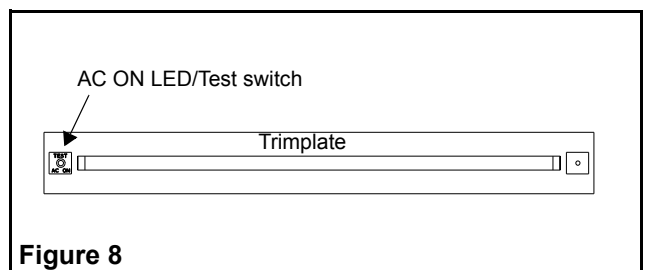 AC ON LED/Test switch
Trimplate
TEST
AC ON
Figure 8